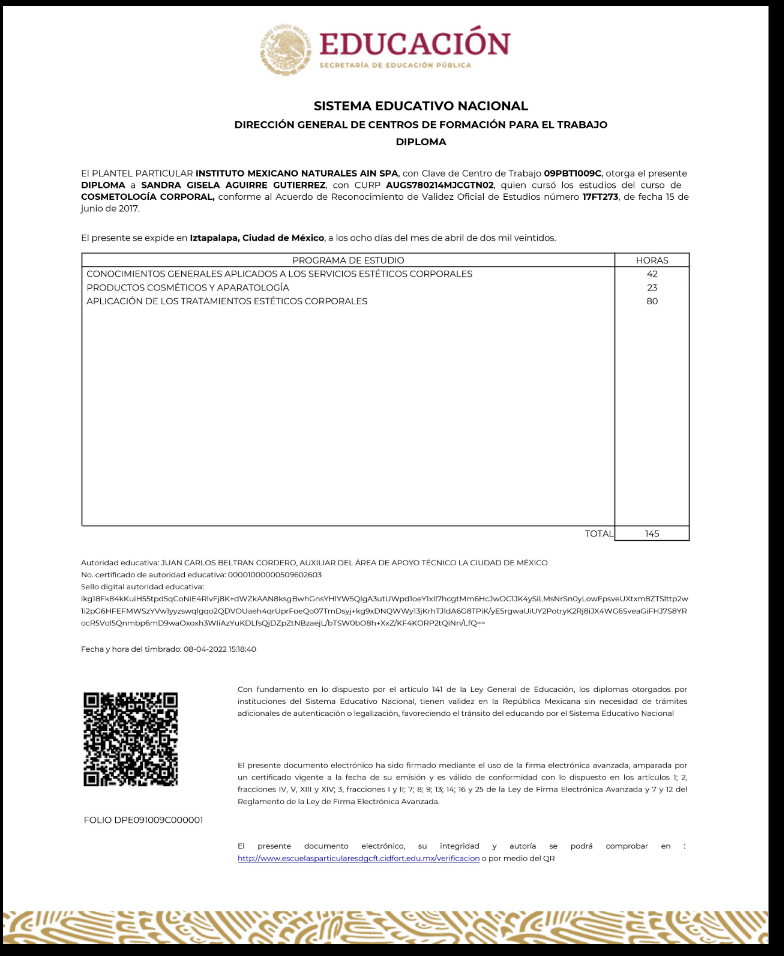 EDUCACIÓN
SECRETARÍA DE EDUCACIÓN PÚBLICA
SISTEMA EDUCATIVO NACIONAL
DIRECCIÓN GENERAL DE CENTROS DE FORMACIÓN PARA EL TRABAJO
DIPLOMA
El PLANTEL PARTICULAR INSTITUTO MEXICANO NATURALES AIN SPA, con Clave de Centro de Trabajo 09PBT1009C, otorga el presente
DIPLOMA a SANDRA GISELA AGUIRRE GUTIERREZ, con CURP AUGS780214MJCGTN02, quien cursó los estudios del curso de
COSMETOLOGÍA CORPORAL, conforme al Acuerdo de Reconocimiento de Validez Oficial de Estudios número 17FT273, de fecha 15 de
junio de 2017.
El presente se expide en Iztapalapa, Ciudad de México, a los ocho días del mes de abril de dos mil veintidos.
PROGRAMA DE ESTUDIO HORAS
CONOCIMIENTOS GENERALES APLICADOS A LOS SERVICIOS ESTÉTICOS CORPORALES 42
PRODUCTOS COSMÉTICOS Y APARATOLOGÍA 23
APLICACIÓN DE LOS TRATAMIENTOS ESTÉTICOS CORPORALES 80
TOTAL 145
Autoridad educativa: JUAN CARLOS BELTRAN CORDERO, AUXILIAR DEL ÁREA DE APOYO TÉCNICO LA CIUDAD DE MÉXICO
No. certificado de autoridad educativa: 00001000000509602603
Sello digital autoridad educativa:
Fecha y hora del timbrado: 08-04-2022 15:18:40
Con fundamento en lo dispuesto por el artículo 141 de la Ley General de Educación, los diplomas otorgados por
instituciones del Sistema Educativo Nacional, tienen validez en la República Mexicana sin necesidad de trámites
adicionales de autenticación o legalización, favoreciendo el tránsito del educando por el Sistema Educativo Nacional
El presente documento electrónico ha sido firmado mediante el uso de la firma electrónica avanzada, amparada por
un certificado vigente a la fecha de su emisión y es válido de conformidad con lo dispuesto en los artículos 1; 2,
fracciones IV, V, XIII y XIV; 3, fracciones I y II; 7; 8; 9; 13; 14; 16 y 25 de la Ley de Firma Electrónica Avanzada y 7 y 12 del
Reglamento de la Ley de Firma Electrónica Avanzada.
FOLIO DPE091009C000001
El presente documento electrónico, su integridad y autoría se podrá comprobar en :
http://www.escuelasparticularesdgcft.cidfort.edu.mx/verificacion o por medio del QR